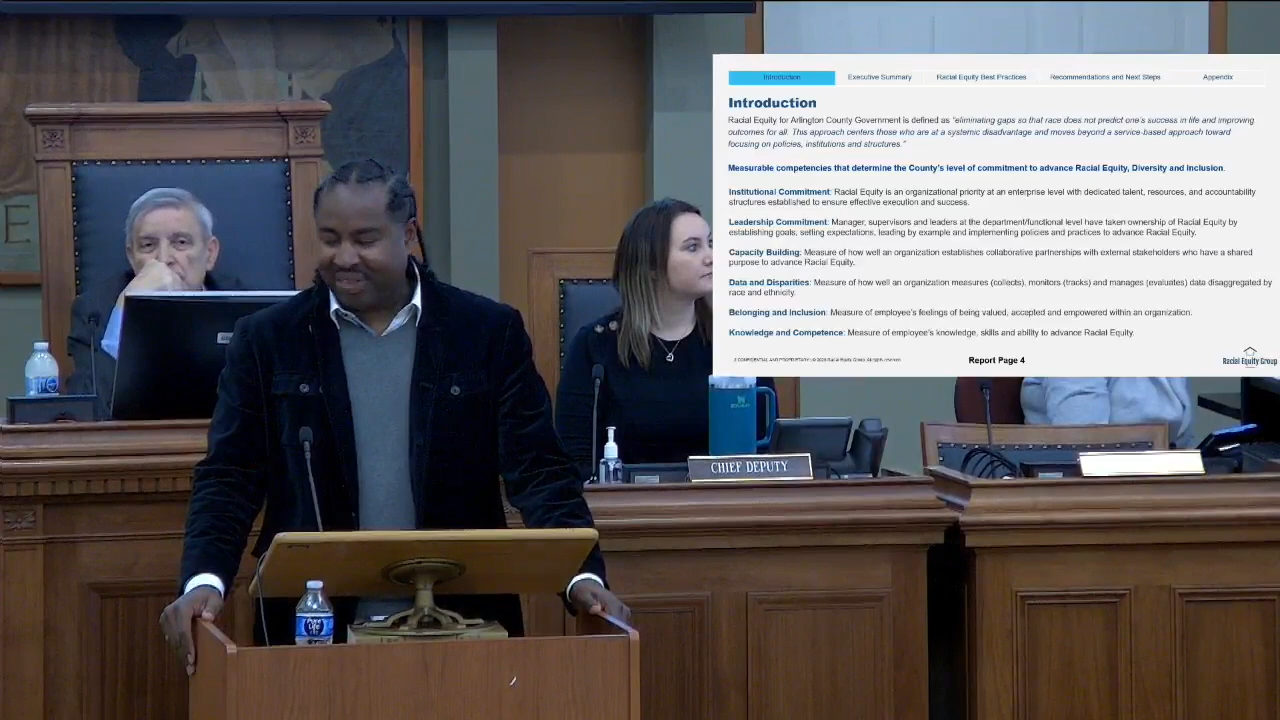 Introduction
Executive Summary
Racial Equity Best Practices
Recommendations and Next Steps
Appendix
Introduction
Racial Equity for Arlington County Government is defined as "eliminating gaps so that race does not predict one's success in life and improving
outcomes for all. This approach centers those who are at a systemic disadvantage and moves beyond a service-based approach toward
focusing on policies, institutions and structures."
Measurable competencies that determine the County's level of commitment to advance Racial Equity, Diversity and Inclusion.
Institutional Commitment: Racial Equity is an organizational priority at an enterprise level with dedicated talent, resources, and accountability
structures established to ensure effective execution and success.
Leadership Commitment: Manager, supervisors and leaders at the department/functional level have taken ownership of Racial Equity by
establishing goals, setting expectations, leading by example and implementing policies and practices to advance Racial Equity.
Capacity Building: Measure of how well an organization establishes collaborative partnerships with external stakeholders who have a shared
purpose to advance Racial Equity.
Data and Disparities: Measure of how well an organization measures (collects), monitors (tracks) and manages (evaluates) data disaggregated by
race and ethnicity.
Belonging and Inclusion: Measure of employee's feelings of being valued, accepted and empowered within an organization.
Knowledge and Competence: Measure of employee's knowledge, skills and ability to advance Racial Equity.
Report Page 4
Racial Equity Group
CHIEF DEPUTY
Pure
Life
E